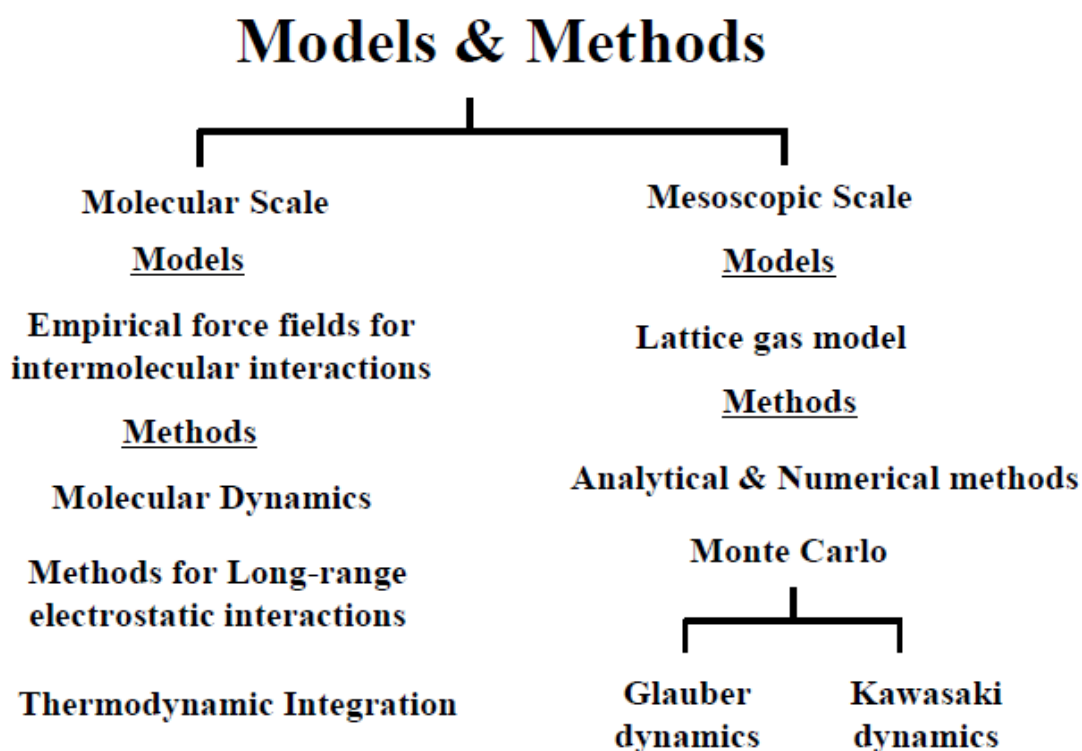 Models & Methods
Molecular Scale
Models
Empirical force fields for
intermolecular interactions
Methods
Molecular Dynamics
Methods for Long-range
electrostatic interactions
Thermodynamic Integration
Mesoscopic Scale
Models
Lattice gas model
Methods
Analytical & Numerical methods
Monte Carlo
Glauber
dynamics
Kawasaki
dynamics